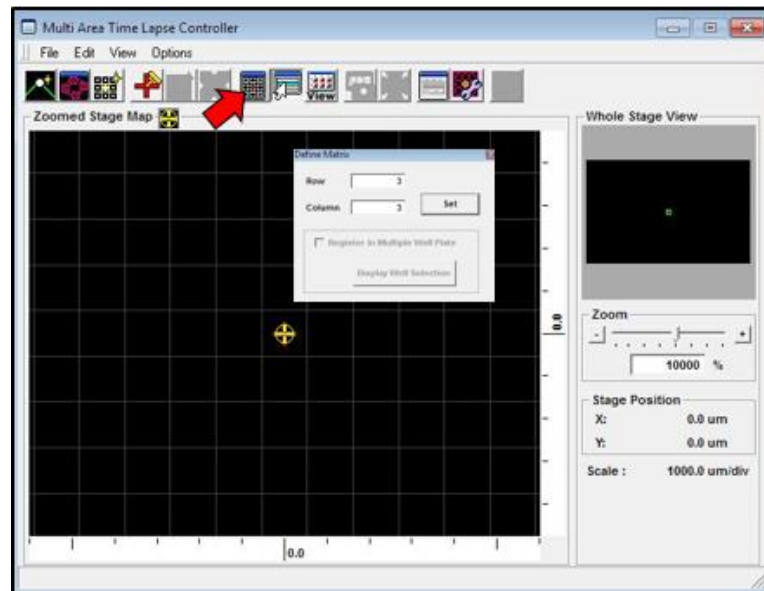 Multi Area Time Lapse Controller
File Edit View Options
View
Zoomed Stage Map
Whole Stage View
Define Matrix
Row 3
Column 3
Set
Register in Multiple Well Plate
Display Well Selection
0.0
0.0
Zoom
- +
10000 %
Stage Position
X: 0.0 um
Y: 0.0 um
Scale : 1000.0 um/div